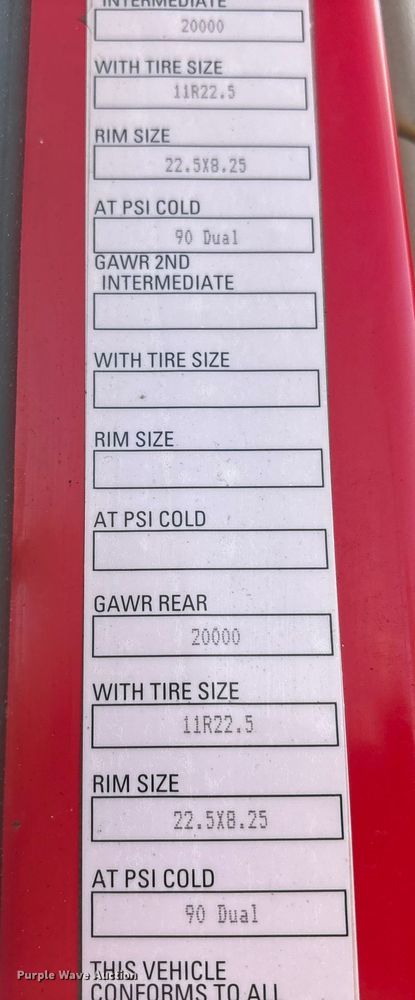 INTERMEDIATE
20000
WITH TIRE SIZE
11R22.5
RIM SIZE
22.5X8.25
AT PSI COLD
90 Dual
GAWR 2ND
INTERMEDIATE
WITH TIRE SIZE
RIM SIZE
AT PSI COLD
GAWR REAR
20000
WITH TIRE SIZE
11R22.5
RIM SIZE
22.5X8.25
AT PSI COLD
90 Dual
THIS VEHICLE
CONFORMS TO ALL
Purple Wave Auction